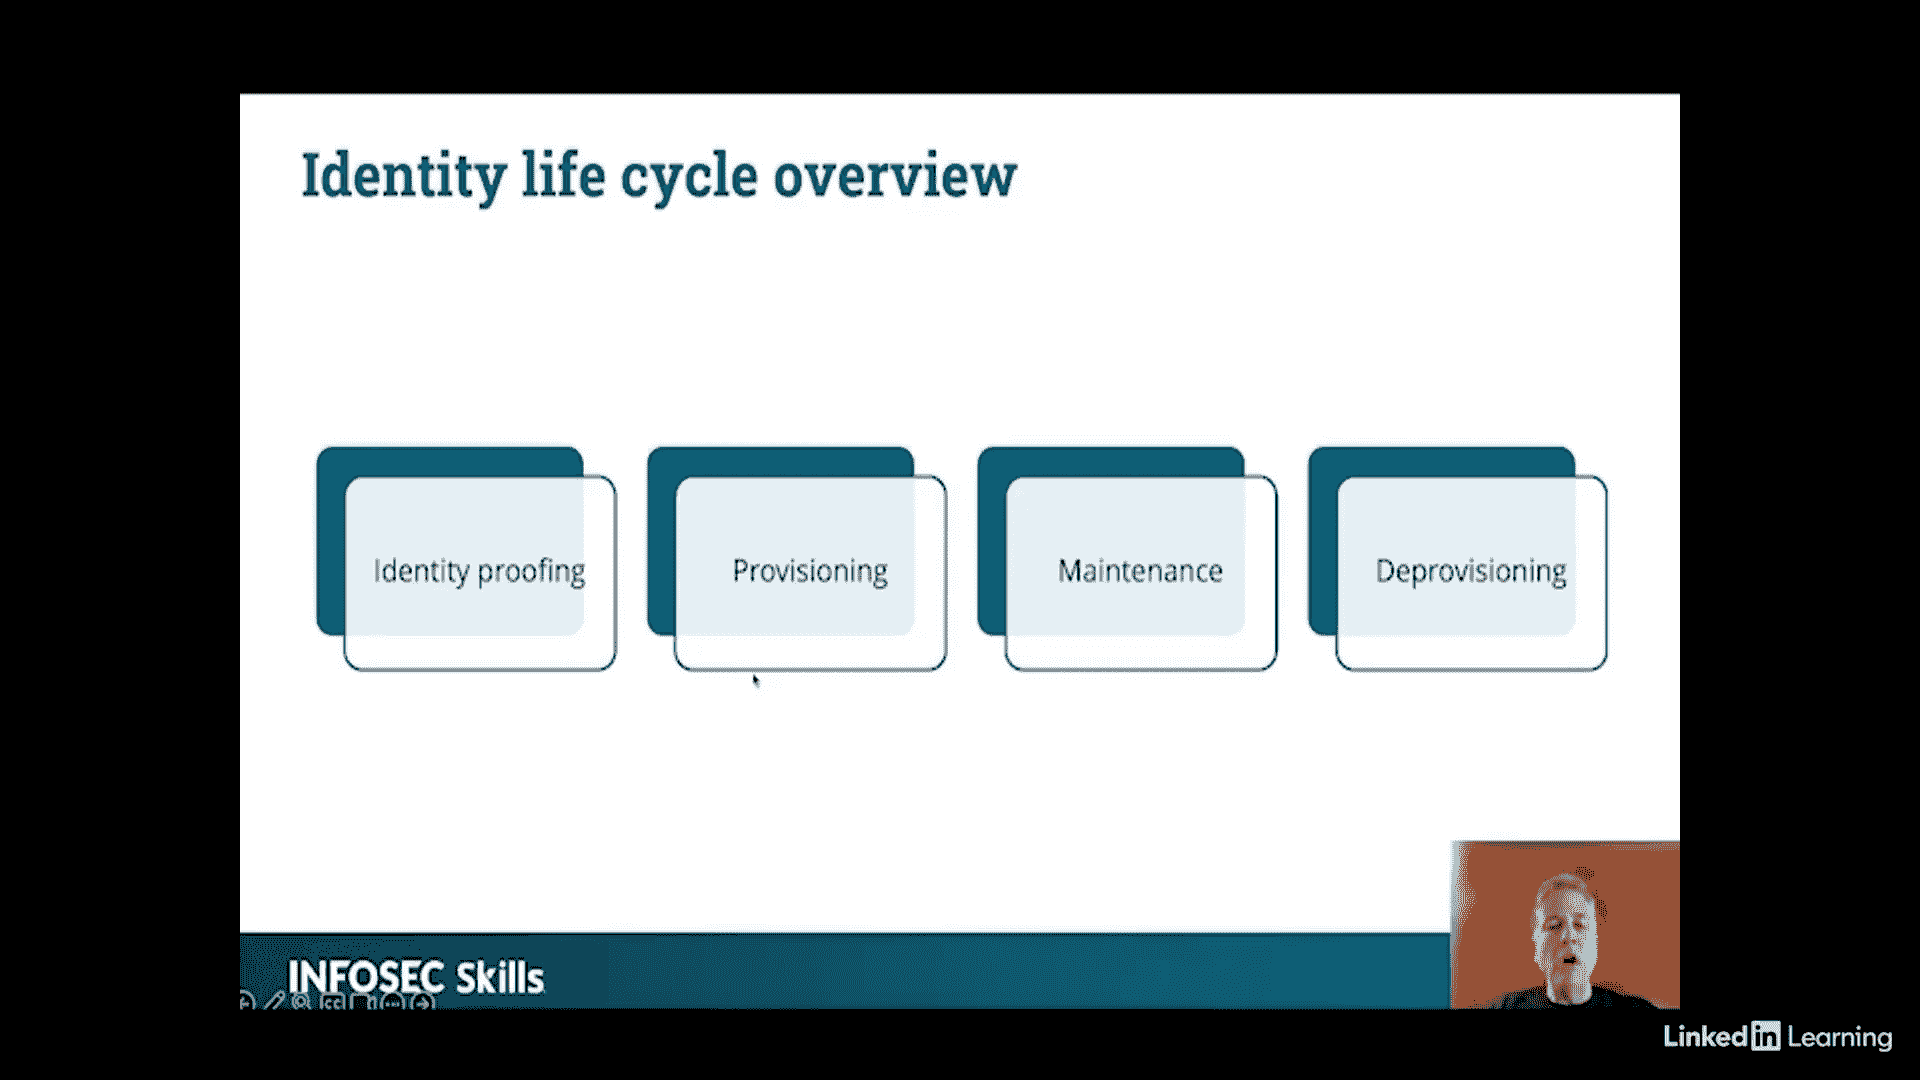 Identity life cycle overview
Identity proofing
Provisioning
Maintenance
Deprovisioning
INFOSEC Skills
Linked in Learning